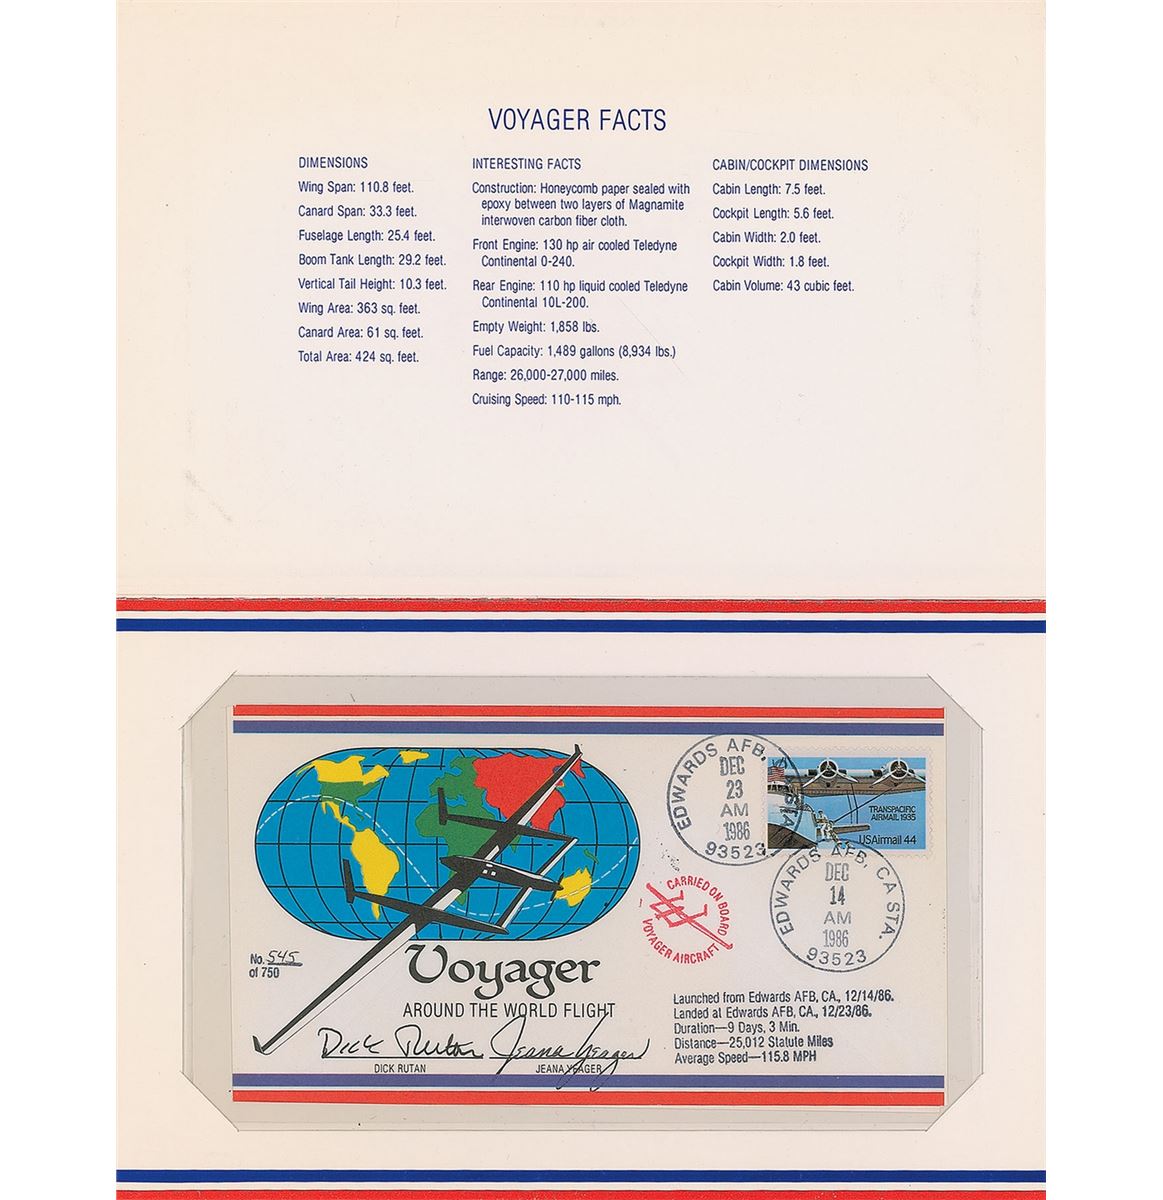 VOYAGER FACTS
DIMENSIONS
Wing Span: 110.8 feet.
Canard Span: 33.3 feet.
Fuselage Length: 25.4 feet.
Boom Tank Length: 29.2 feet.
Vertical Tail Height: 10.3 feet.
Wing Area: 363 sq. feet.
Canard Area: 61 sq. feet.
Total Area: 424 sq. feet.
INTERESTING FACTS
Construction: Honeycomb paper sealed with
epoxy between two layers of Magnamite
interwoven carbon fiber cloth.
Front Engine: 130 hp air cooled Teledyne
Continental 0-240.
Rear Engine: 110 hp liquid cooled Teledyne
Continental 10L-200.
Empty Weight: 1,858 lbs.
Fuel Capacity: 1,489 gallons (8,934 lbs.)
Range: 26,000-27,000 miles.
Cruising Speed: 110-115 mph.
CABIN/COCKPIT DIMENSIONS
Cabin Length: 7.5 feet.
Cockpit Length: 5.6 feet.
Cabin Width: 2.0 feet.
Cockpit Width: 1.8 feet.
Cabin Volume: 43 cubic feet.
EDWARDS AFB, CA STA.
DEC
23
AM
1986
93523
TRANSPACIFIC
AIRMAIL 1935
USAirmail 44
EDWARDS AFB, CA STA.
DEC
14
AM
1986
93523
CARRIED ON BOARD
VOYAGER AIRCRAFT
No. 545
of 750
Voyager
AROUND THE WORLD FLIGHT
Dick Rutan Jeana Yeager
DICK RUTAN JEANA YEAGER
Launched from Edwards AFB, CA., 12/14/86.
Landed at Edwards AFB, CA., 12/23/86.
Duration—9 Days, 3 Min.
Distance—25,012 Statute Miles
Average Speed—115.8 MPH